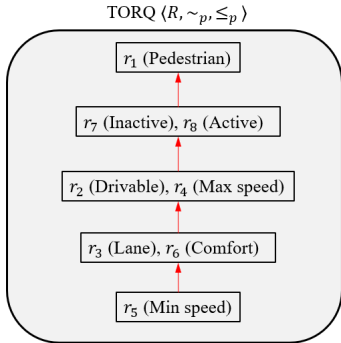 TORQ ⟨R, ~ₚ, ≤ₚ⟩
r₁ (Pedestrian)
r₇ (Inactive), r₈ (Active)
r₂ (Drivable), r₄ (Max speed)
r₃ (Lane), r₆ (Comfort)
r₅ (Min speed)